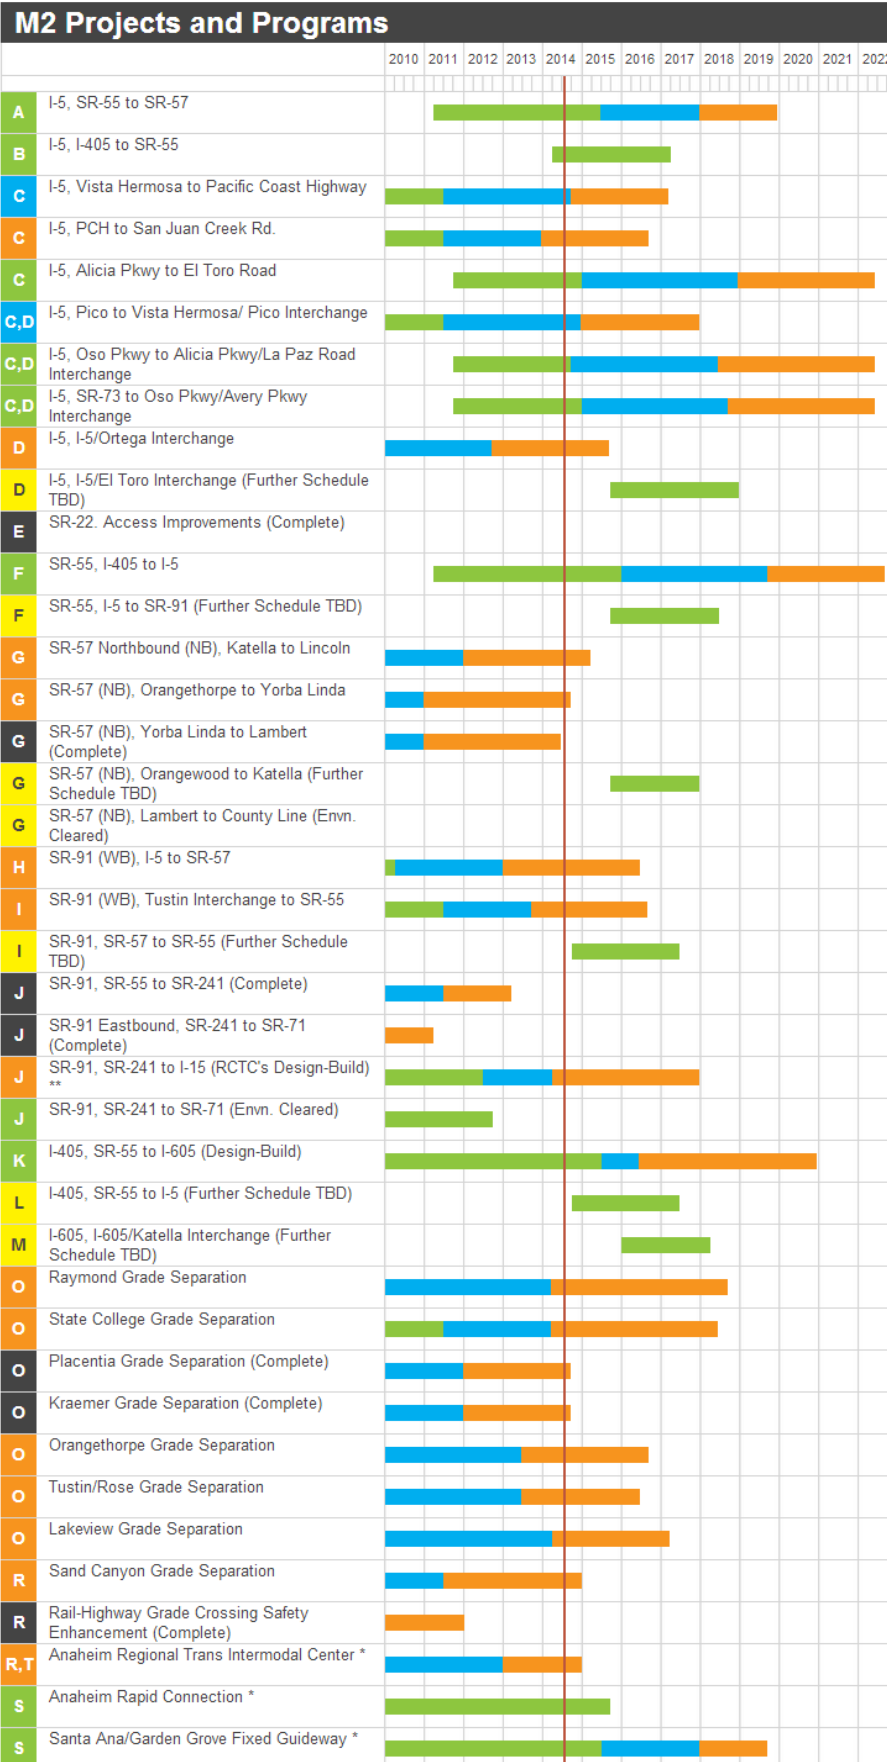 M2 Projects and Programs
2010 2011 2012 2013 2014 2015 2016 2017 2018 2019 2020 2021 2022
A I-5, SR-55 to SR-57
B I-5, I-405 to SR-55
C I-5, Vista Hermosa to Pacific Coast Highway
C I-5, PCH to San Juan Creek Rd.
C I-5, Alicia Pkwy to El Toro Road
C,D I-5, Pico to Vista Hermosa/ Pico Interchange
C,D I-5, Oso Pkwy to Alicia Pkwy/La Paz Road
Interchange
C,D I-5, SR-73 to Oso Pkwy/Avery Pkwy
Interchange
D I-5, I-5/Ortega Interchange
D I-5, I-5/El Toro Interchange (Further Schedule
TBD)
E SR-22. Access Improvements (Complete)
F SR-55, I-405 to I-5
F SR-55, I-5 to SR-91 (Further Schedule TBD)
G SR-57 Northbound (NB), Katella to Lincoln
G SR-57 (NB), Orangethorpe to Yorba Linda
G SR-57 (NB), Yorba Linda to Lambert
(Complete)
G SR-57 (NB), Orangewood to Katella (Further
Schedule TBD)
G SR-57 (NB), Lambert to County Line (Envn.
Cleared)
H SR-91 (WB), I-5 to SR-57
I SR-91 (WB), Tustin Interchange to SR-55
I SR-91, SR-57 to SR-55 (Further Schedule
TBD)
J SR-91, SR-55 to SR-241 (Complete)
J SR-91 Eastbound, SR-241 to SR-71
(Complete)
J SR-91, SR-241 to I-15 (RCTC's Design-Build)
**
J SR-91, SR-241 to SR-71 (Envn. Cleared)
K I-405, SR-55 to I-605 (Design-Build)
L I-405, SR-55 to I-5 (Further Schedule TBD)
M I-605, I-605/Katella Interchange (Further
Schedule TBD)
O Raymond Grade Separation
O State College Grade Separation
O Placentia Grade Separation (Complete)
O Kraemer Grade Separation (Complete)
O Orangethorpe Grade Separation
O Tustin/Rose Grade Separation
O Lakeview Grade Separation
R Sand Canyon Grade Separation
R Rail-Highway Grade Crossing Safety
Enhancement (Complete)
R,T Anaheim Regional Trans Intermodal Center *
S Anaheim Rapid Connection *
S Santa Ana/Garden Grove Fixed Guideway *